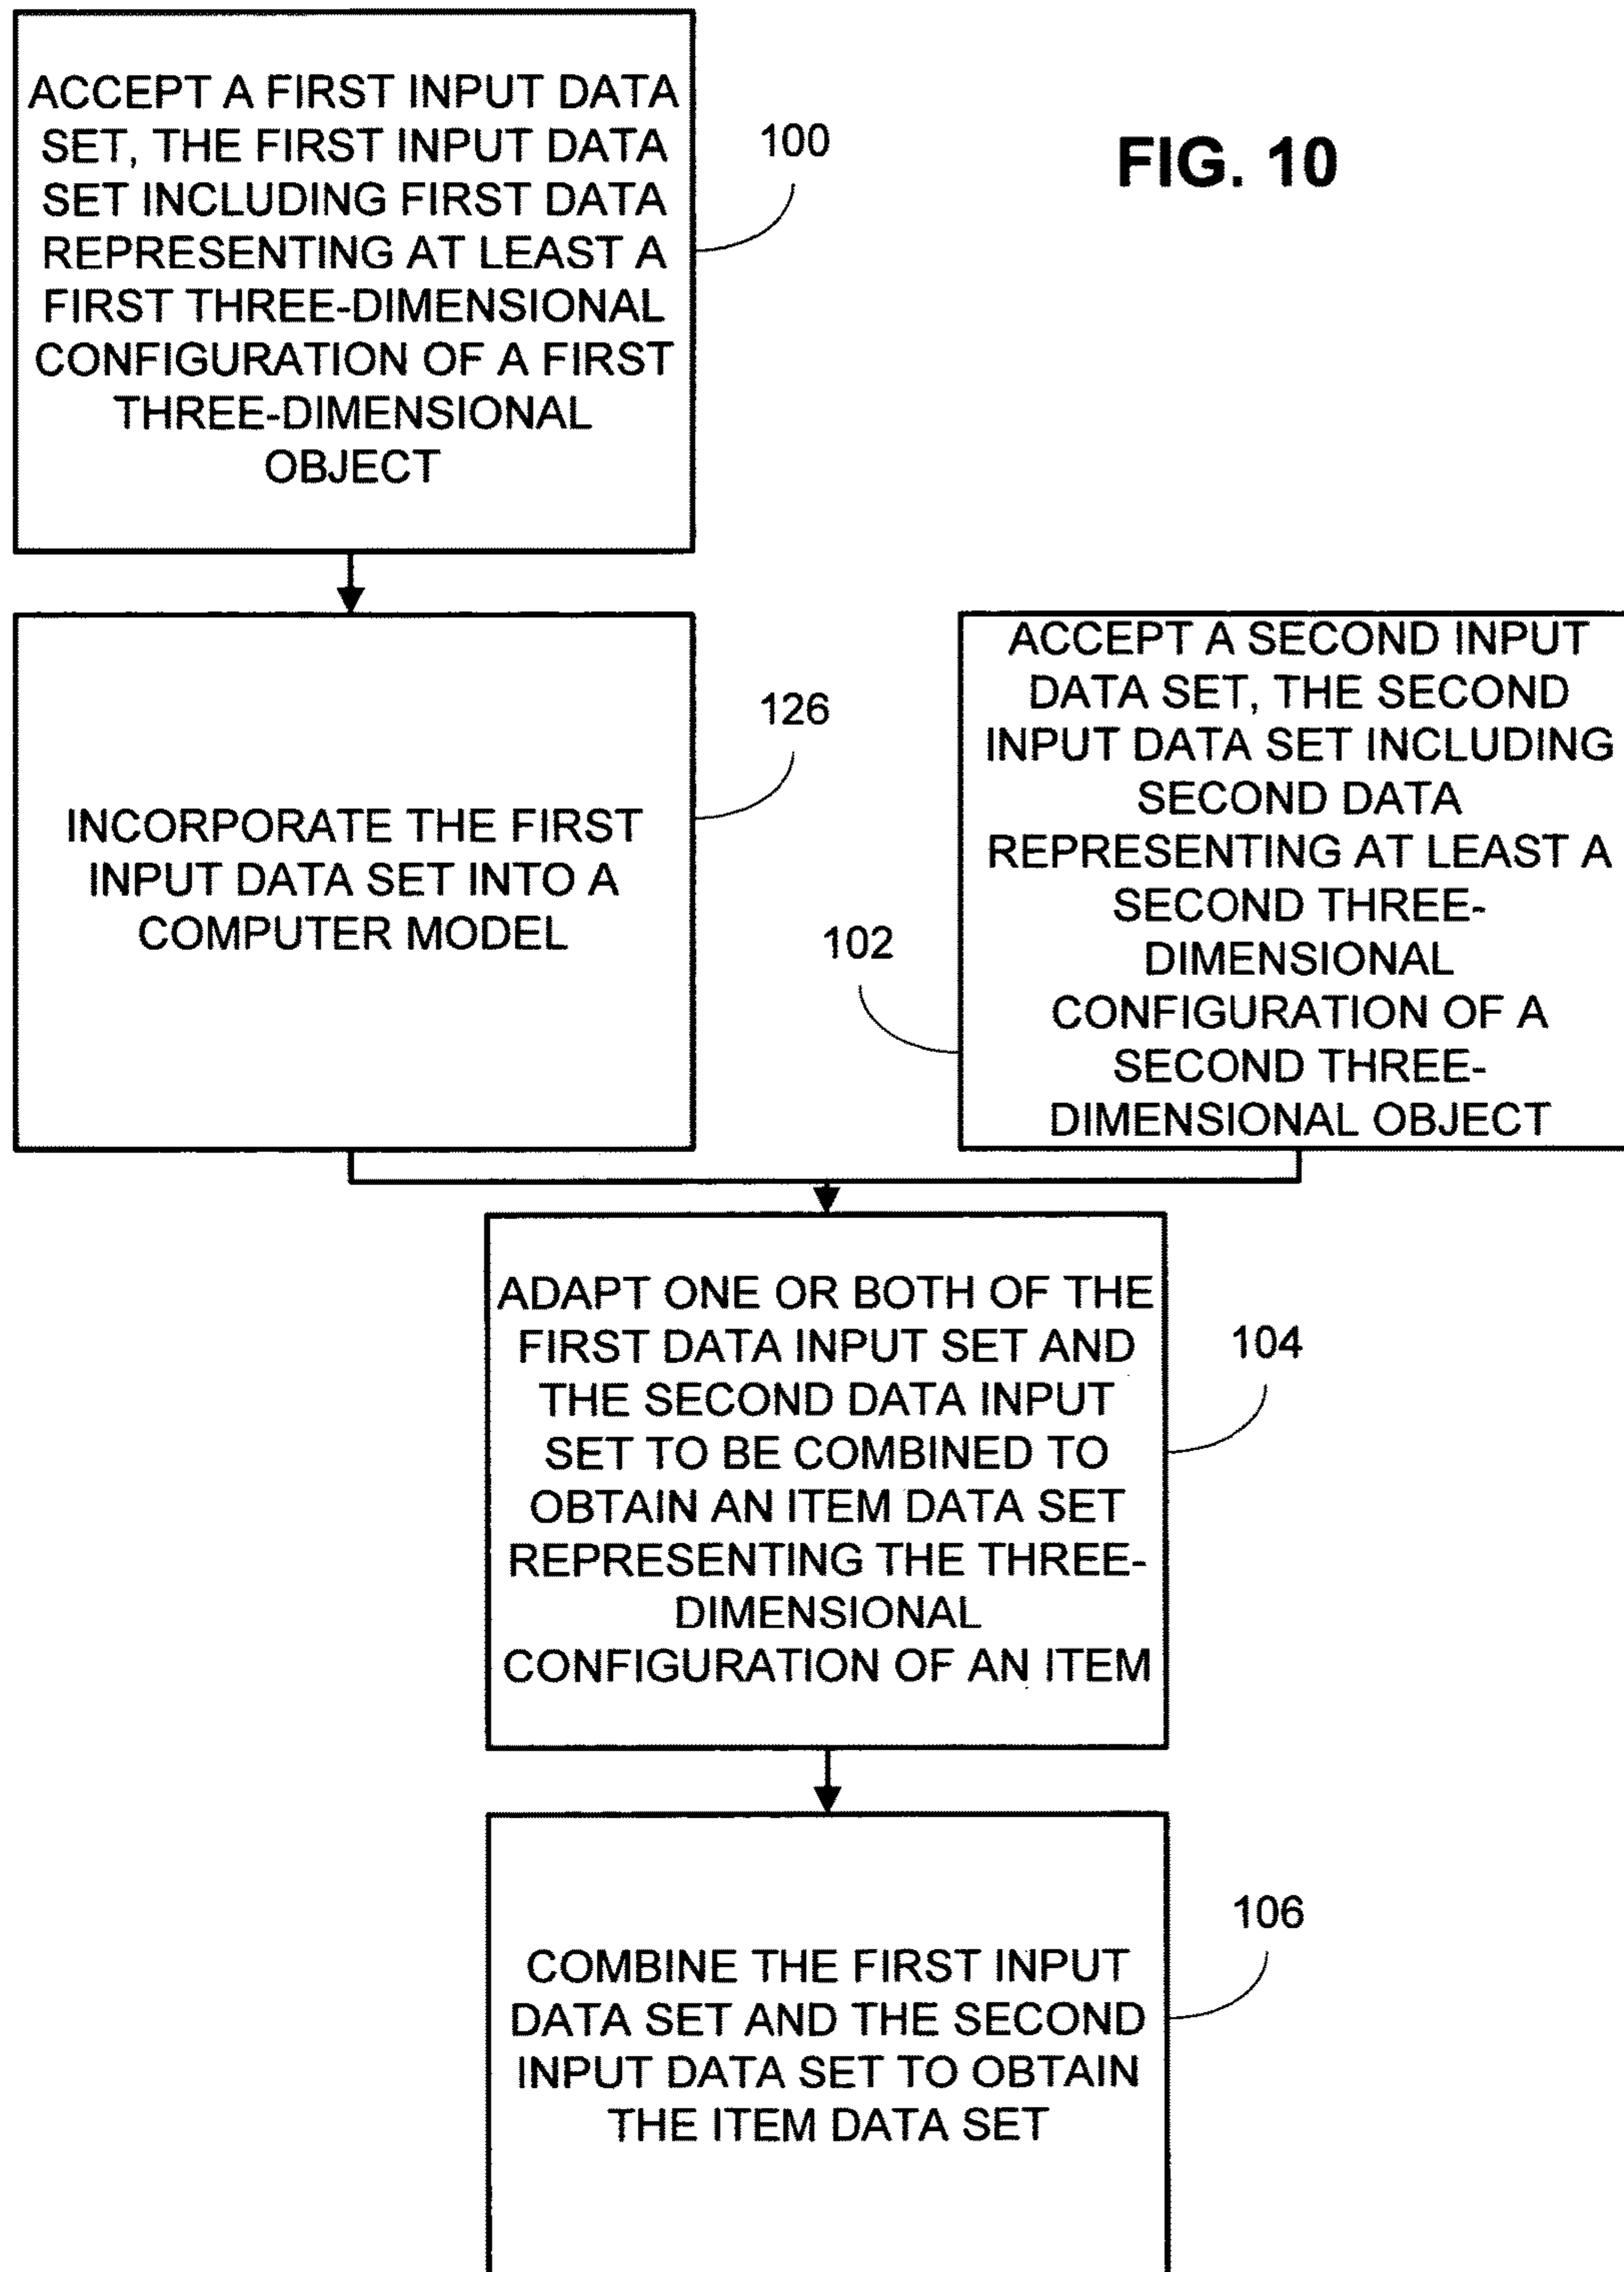 ACCEPT A FIRST INPUT DATA
SET, THE FIRST INPUT DATA
SET INCLUDING FIRST DATA
REPRESENTING AT LEAST A
FIRST THREE-DIMENSIONAL
CONFIGURATION OF A FIRST
THREE-DIMENSIONAL
OBJECT
100
FIG. 10
INCORPORATE THE FIRST
INPUT DATA SET INTO A
COMPUTER MODEL
126
ACCEPT A SECOND INPUT
DATA SET, THE SECOND
INPUT DATA SET INCLUDING
SECOND DATA
REPRESENTING AT LEAST A
SECOND THREE-
DIMENSIONAL
CONFIGURATION OF A
SECOND THREE-
DIMENSIONAL OBJECT
102
ADAPT ONE OR BOTH OF THE
FIRST DATA INPUT SET AND
THE SECOND DATA INPUT
SET TO BE COMBINED TO
OBTAIN AN ITEM DATA SET
REPRESENTING THE THREE-
DIMENSIONAL
CONFIGURATION OF AN ITEM
104
COMBINE THE FIRST INPUT
DATA SET AND THE SECOND
INPUT DATA SET TO OBTAIN
THE ITEM DATA SET
106